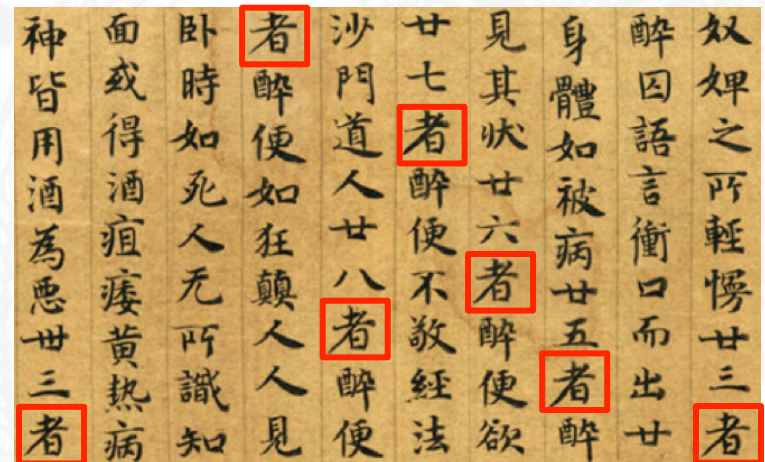 奴婢之所輕慢廿三者
醉囙語言衝口而出廿
身體如被病廿五者醉
見其狀廿六者醉便欲
廿七者醉便不敬經法
沙門道人廿八者醉便
者醉便如狂顛人人見
卧時如死人无所識知
面或得酒疽瘻黄热病
神皆用酒為悪丗三者